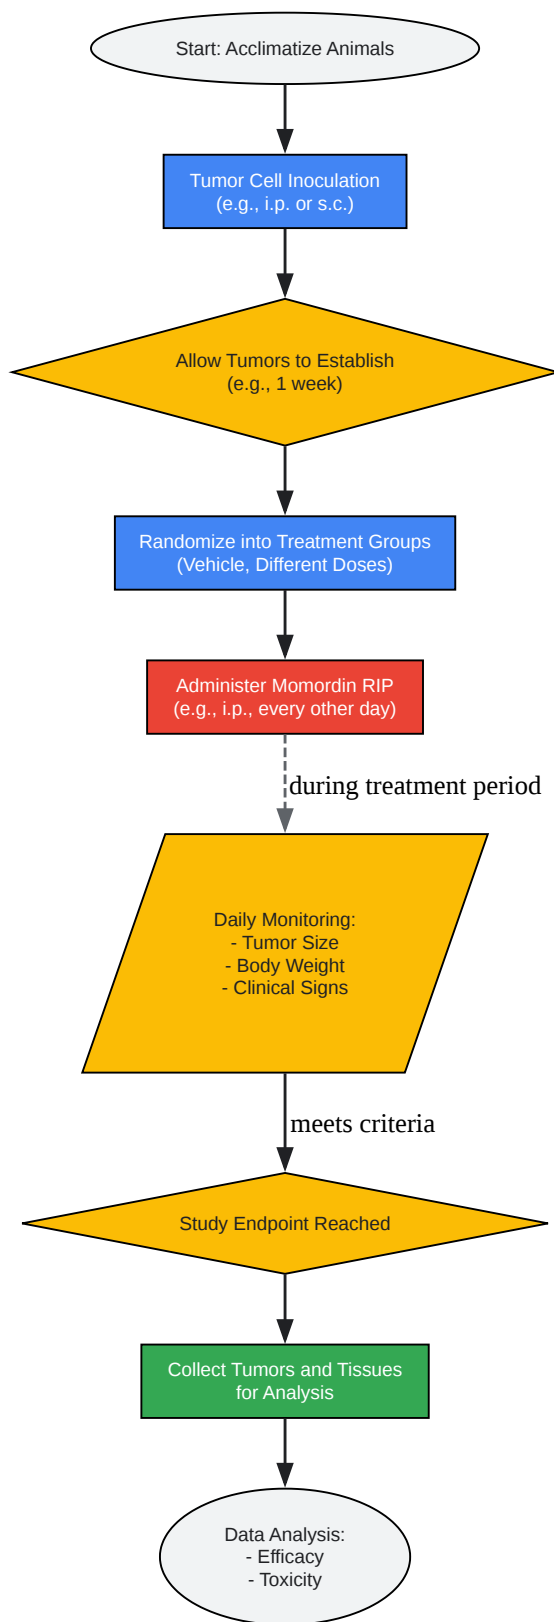 Start: Acclimatize Animals
Tumor Cell Inoculation
(e.g., i.p. or s.c.)
Allow Tumors to Establish
(e.g., 1 week)
Randomize into Treatment Groups
(Vehicle, Different Doses)
Administer Momordin RIP
(e.g., i.p., every other day)
during treatment period
Daily Monitoring:
- Tumor Size
- Body Weight
- Clinical Signs
meets criteria
Study Endpoint Reached
Collect Tumors and Tissues
for Analysis
Data Analysis:
- Efficacy
- Toxicity